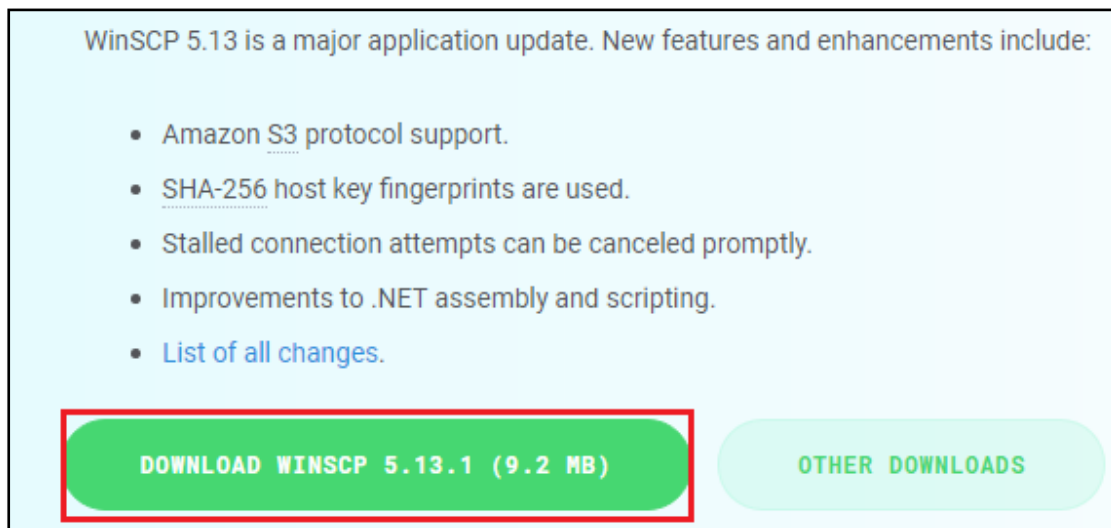 WinSCP 5.13 is a major application update. New features and enhancements include:
• Amazon S3 protocol support.
• SHA-256 host key fingerprints are used.
• Stalled connection attempts can be canceled promptly.
• Improvements to .NET assembly and scripting.
• List of all changes.
DOWNLOAD WINSCP 5.13.1 (9.2 MB)
OTHER DOWNLOADS